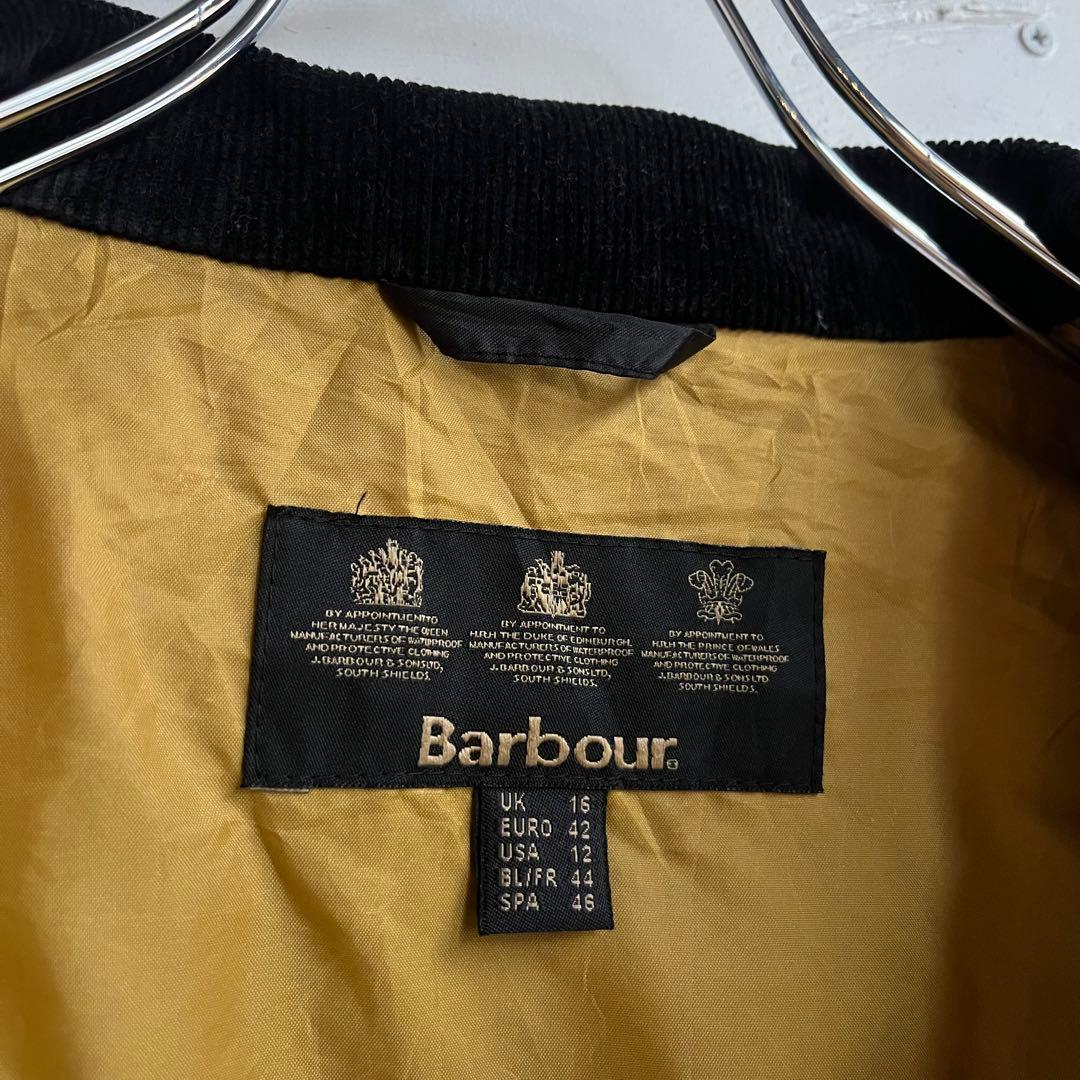 BY APPOINTMENT TO
HER MAJESTY THE QUEEN
MANUFACTURERS OF WATERPROOF
AND PROTECTIVE CLOTHING
J.BARBOUR & SONS LTD,
SOUTH SHIELDS.
BY APPOINTMENT TO
H.R.H THE DUKE OF EDINBURGH,
MANUFACTURERS OF WATERPROOF
AND PROTECTIVE CLOTHING
J.BARBOUR & SONS LTD,
SOUTH SHIELDS.
BY APPOINTMENT TO
H.R.H THE PRINCE OF WALES
MANUFACTURERS OF WATERPROOF
AND PROTECTIVE CLOTHING
J.BARBOUR & SONS LTD
SOUTH SHIELDS.
Barbour®
UK 16
EURO 42
USA 12
BL/FR 44
SPA 46